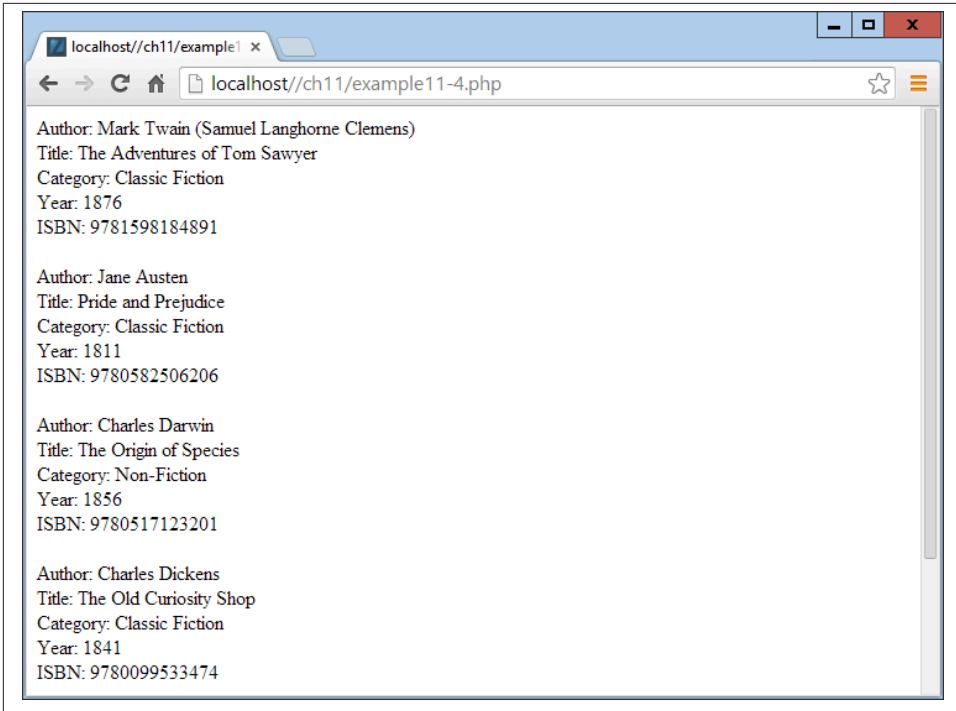 localhost//ch11/example1
localhost//ch11/example11-4.php
Author: Mark Twain (Samuel Langhorne Clemens)
Title: The Adventures of Tom Sawyer
Category: Classic Fiction
Year: 1876
ISBN: 9781598184891
Author: Jane Austen
Title: Pride and Prejudice
Category: Classic Fiction
Year: 1811
ISBN: 9780582506206
Author: Charles Darwin
Title: The Origin of Species
Category: Non-Fiction
Year: 1856
ISBN: 9780517123201
Author: Charles Dickens
Title: The Old Curiosity Shop
Category: Classic Fiction
Year: 1841
ISBN: 9780099533474